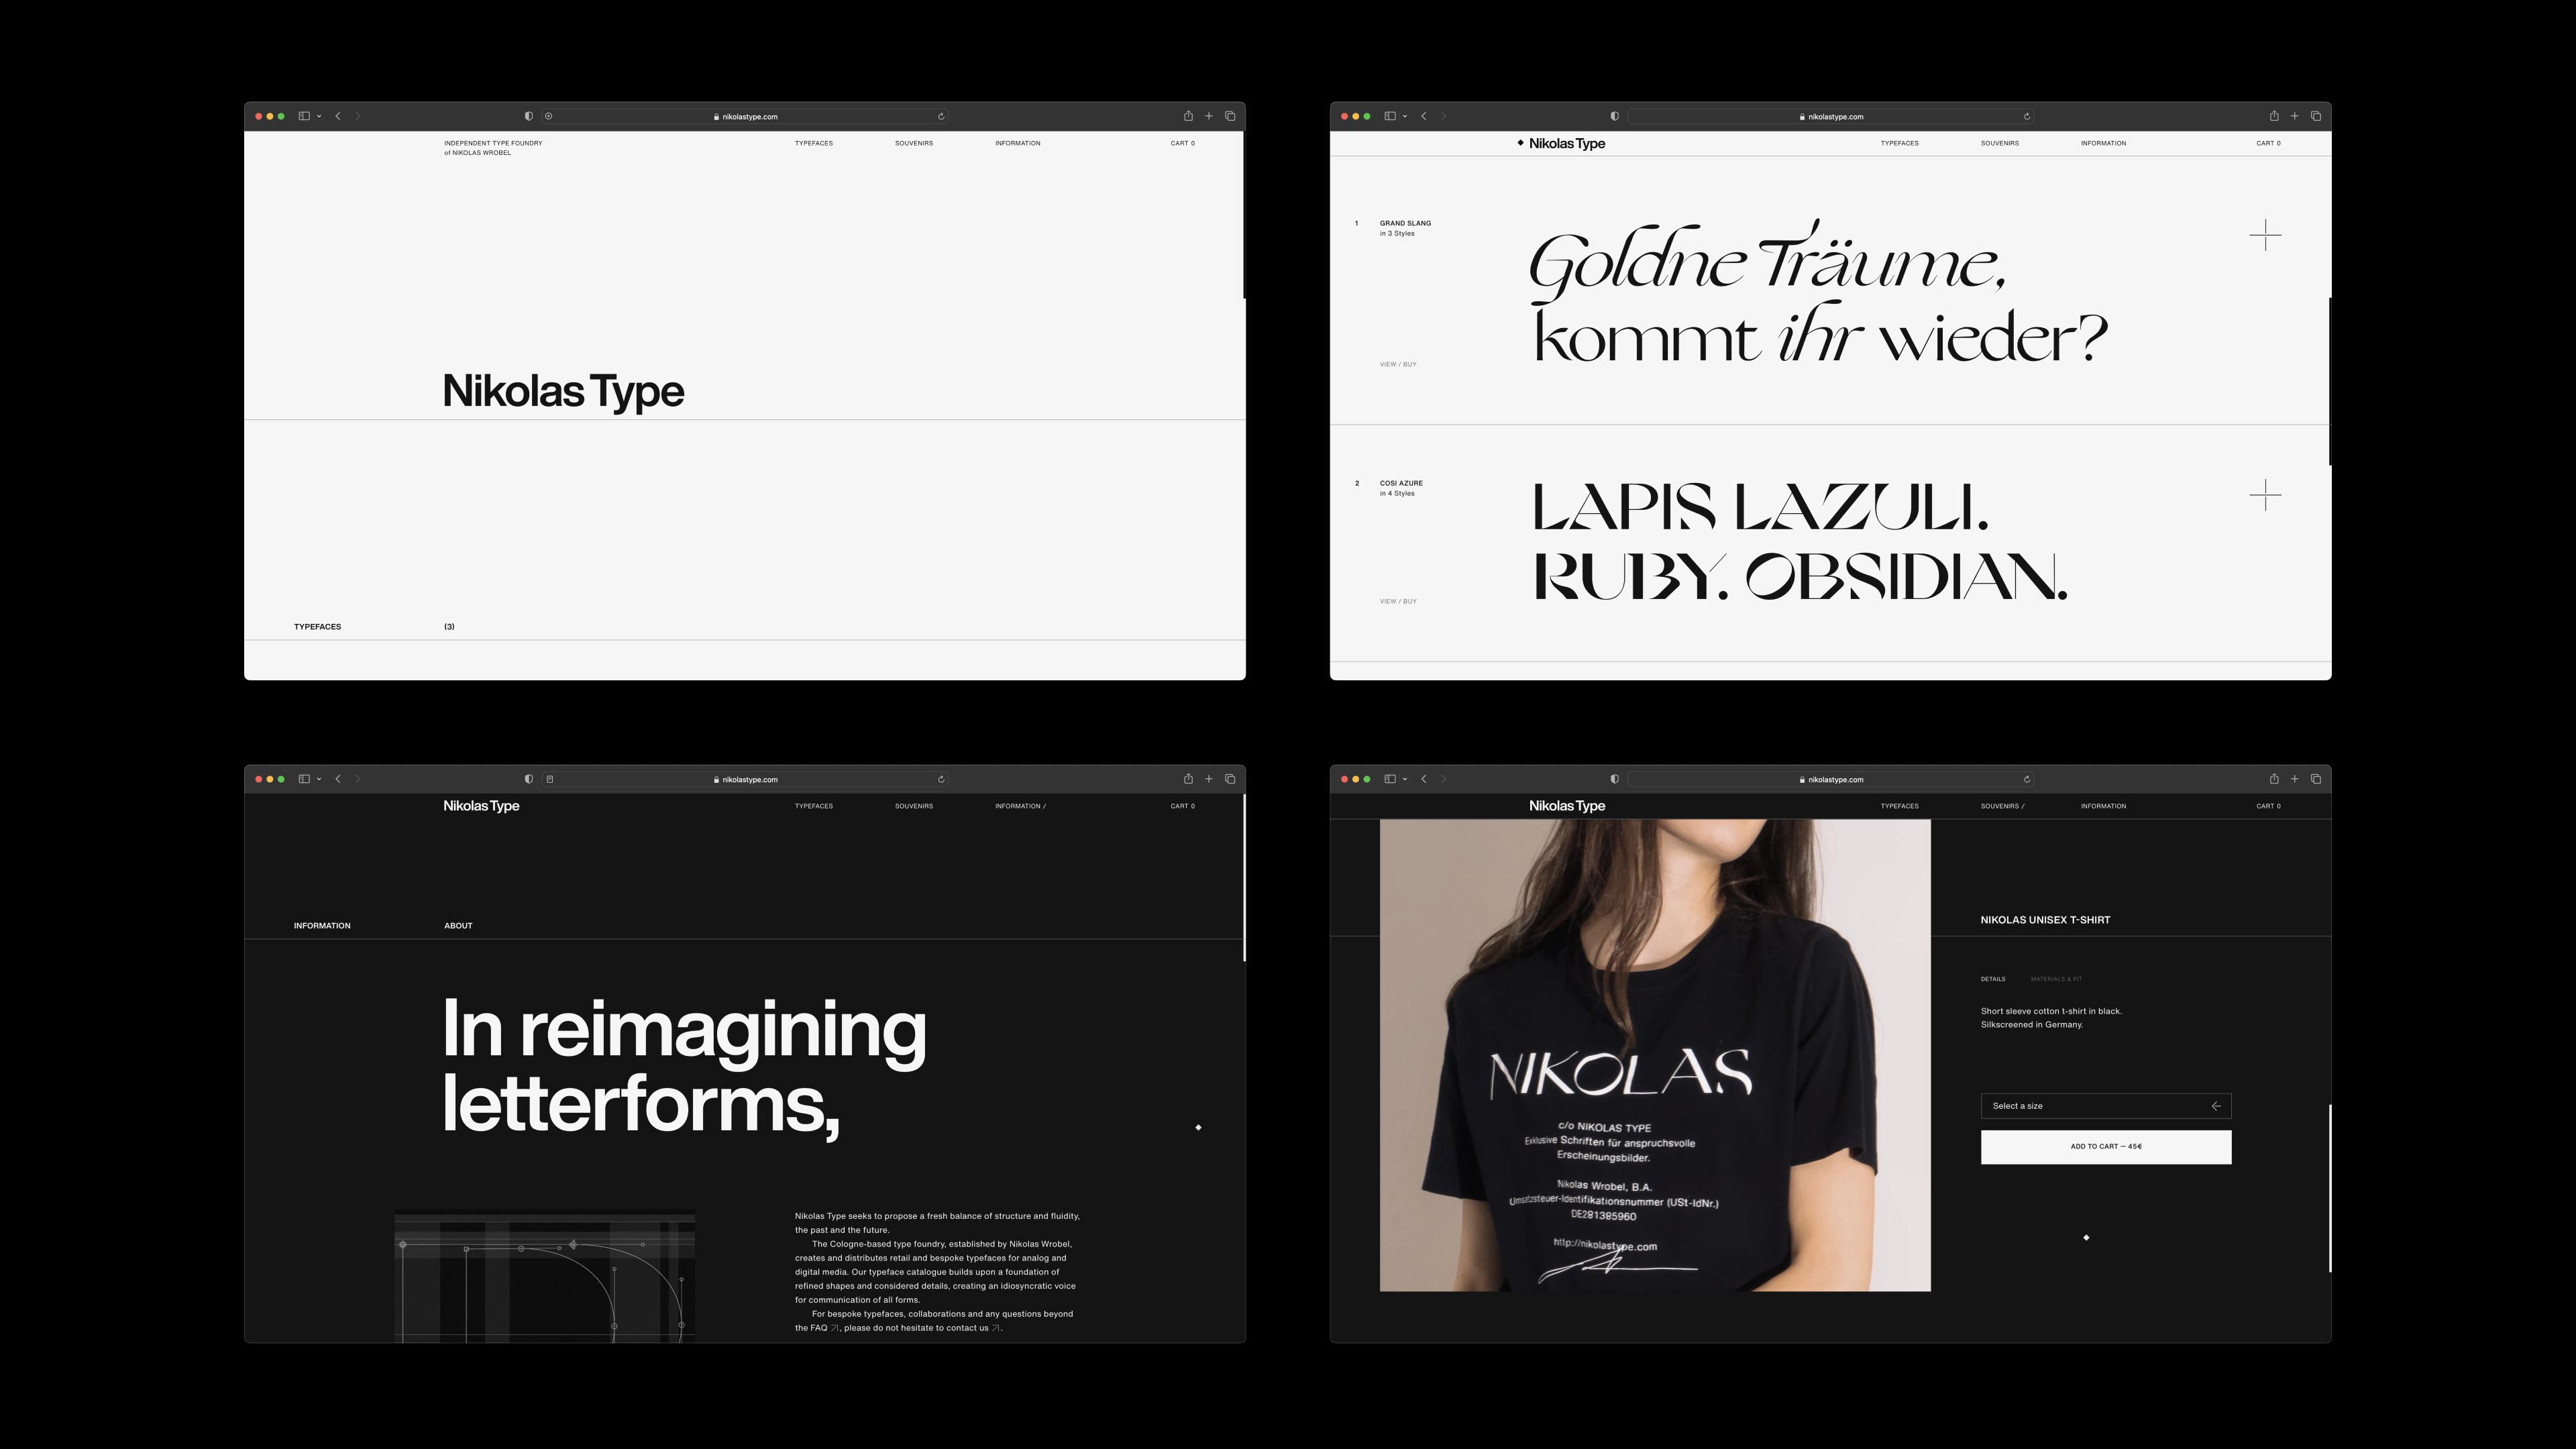 nikolastype.com
INDEPENDENT TYPE FOUNDRY
of NIKOLAS WROBEL
TYPEFACES
SOUVENIRS
INFORMATION
CART 0
Nikolas Type
TYPEFACES
(3)
nikolastype.com
Nikolas Type
TYPEFACES
SOUVENIRS
INFORMATION
CART 0
1
GRAND SLANG
in 3 Styles
Goldne Träume,
kommt ihr wieder?
VIEW / BUY
2
COSI AZURE
in 4 Styles
LAPIS LAZULI.
RUBY. OBSIDIAN.
VIEW / BUY
nikolastype.com
Nikolas Type
TYPEFACES
SOUVENIRS
INFORMATION /
CART 0
INFORMATION
ABOUT
In reimagining
letterforms,
Nikolas Type seeks to propose a fresh balance of structure and fluidity,
the past and the future.
The Cologne-based type foundry, established by Nikolas Wrobel,
creates and distributes retail and bespoke typefaces for analog and
digital media. Our typeface catalogue builds upon a foundation of
refined shapes and considered details, creating an idiosyncratic voice
for communication of all forms.
For bespoke typefaces, collaborations and any questions beyond
the FAQ ↗, please do not hesitate to contact us ↗.
nikolastype.com
Nikolas Type
TYPEFACES
SOUVENIRS /
INFORMATION
CART 0
NIKOLAS
c/o NIKOLAS TYPE
Exklusive Schriften für anspruchsvolle
Erscheinungsbilder.
Nikolas Wrobel, B.A.
Umsatzsteuer-Identifikationsnummer (USt-IdNr.)
DE281385960
http://nikolastype.com
NIKOLAS UNISEX T-SHIRT
DETAILS
MATERIALS & FIT
Short sleeve cotton t-shirt in black.
Silkscreened in Germany.
Select a size
ADD TO CART — 45€